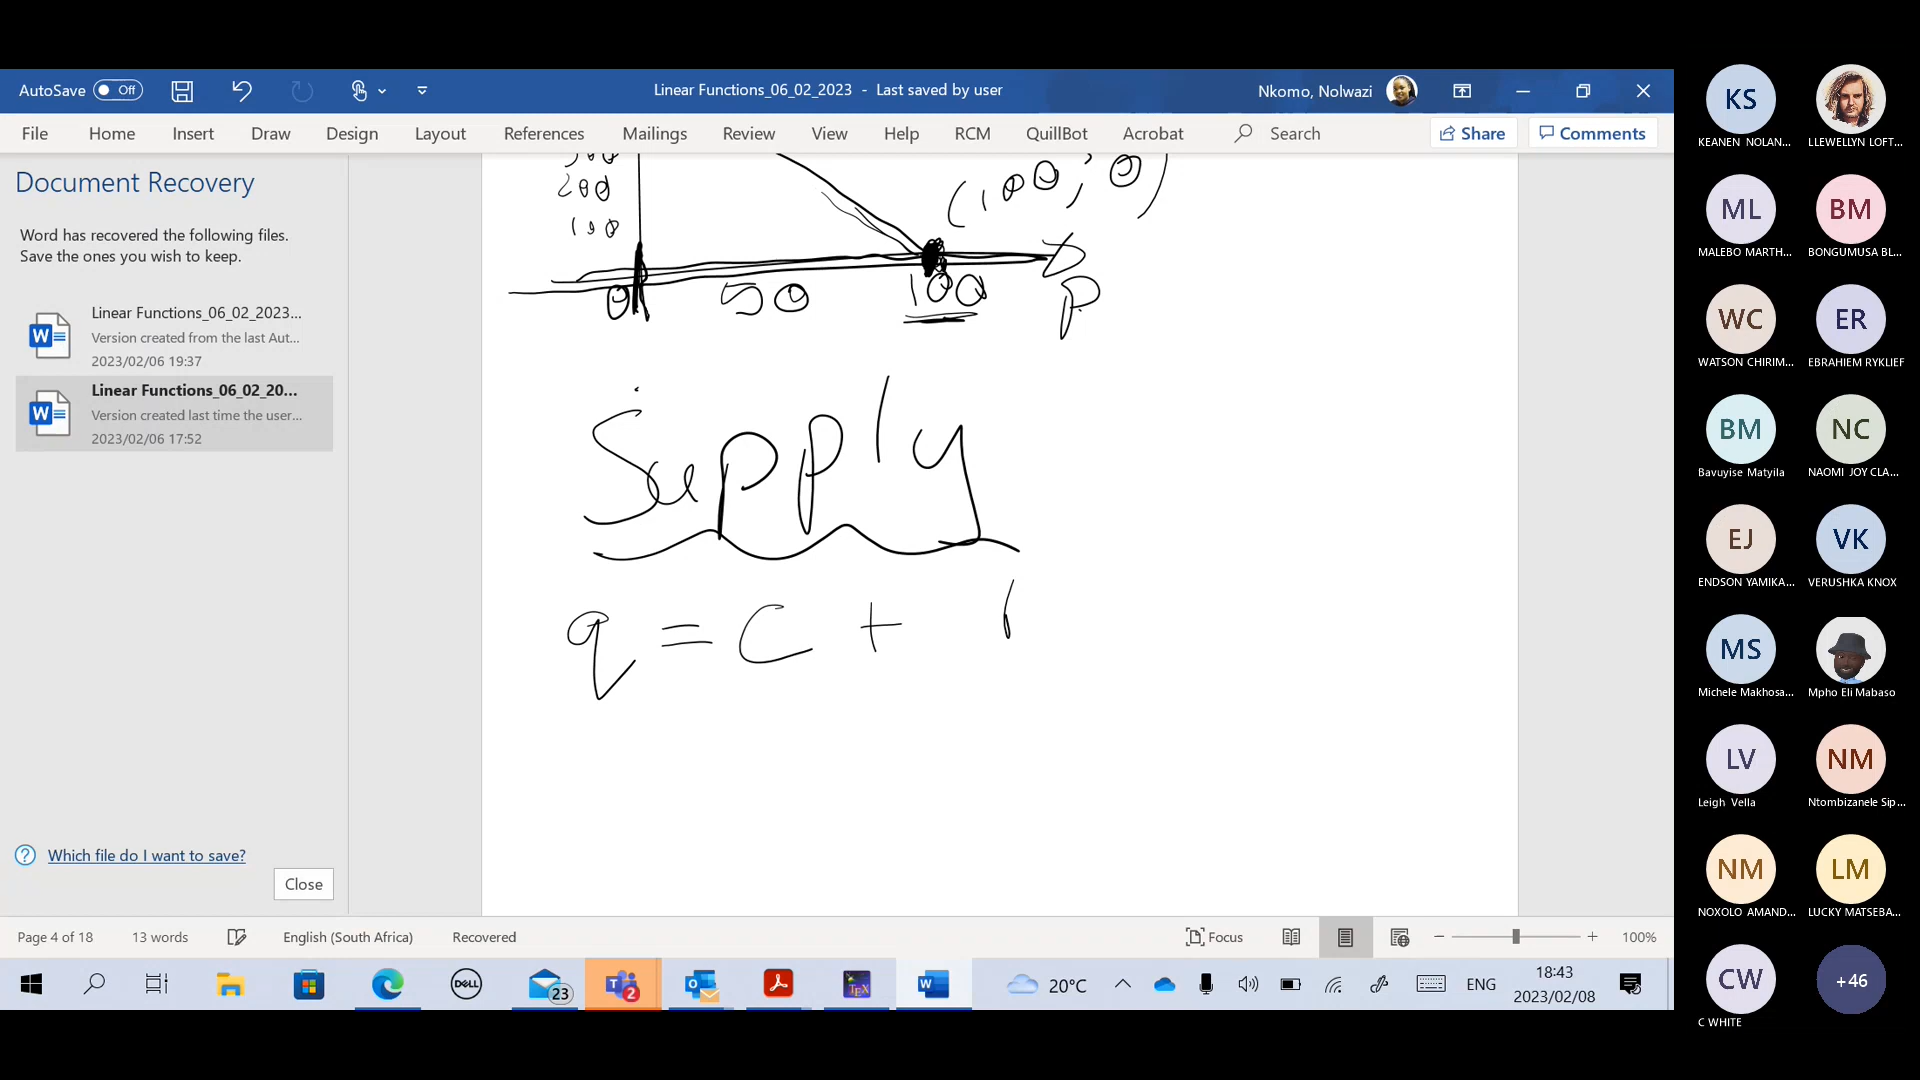 AutoSave Off
Linear Functions_06_02_2023 - Last saved by user
Nkomo, Nolwazi
File Home Insert Draw Design Layout References Mailings Review View Help RCM QuillBot Acrobat Search Share Comments
Document Recovery
Word has recovered the following files.
Save the ones you wish to keep.
Linear Functions_06_02_2023...
Version created from the last Aut...
2023/02/06 19:37
Linear Functions_06_02_20...
Version created last time the user...
2023/02/06 17:52
Which file do I want to save?
Close
200
100
(100; 0)
0 50 100 P
Supply
q = c +
Page 4 of 18 13 words English (South Africa) Recovered Focus 100%
23 2 20°C ENG 18:43
2023/02/08
KS
KEANEN NOLAN...
LLEWELLYN LOFT...
ML
MALEBO MARTH...
BM
BONGUMUSA BL...
WC
WATSON CHIRIM...
ER
EBRAHIEM RYKLIEF
BM
Bavuyise Matyila
NC
NAOMI JOY CLA...
EJ
ENDSON YAMIKA...
VK
VERUSHKA KNOX
MS
Michele Makhosa...
Mpho Eli Mabaso
LV
Leigh Vella
NM
Ntombizanele Sip...
NM
NOXOLO AMAND...
LM
LUCKY MATSEBA...
CW
C WHITE
+46